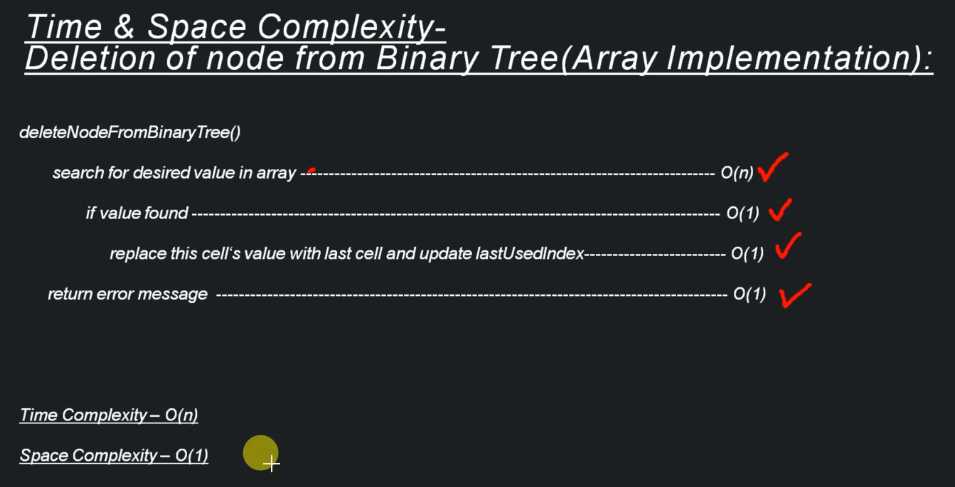 Time & Space Complexity-
Deletion of node from Binary Tree(Array Implementation):
deleteNodeFromBinaryTree()
search for desired value in array ------------------------------------------------------------------------- O(n)
if value found --------------------------------------------------------------------------------------------- O(1)
replace this cell's value with last cell and update lastUsedIndex------------------------- O(1)
return error message ------------------------------------------------------------------------------------------ O(1)
Time Complexity – O(n)
Space Complexity – O(1)